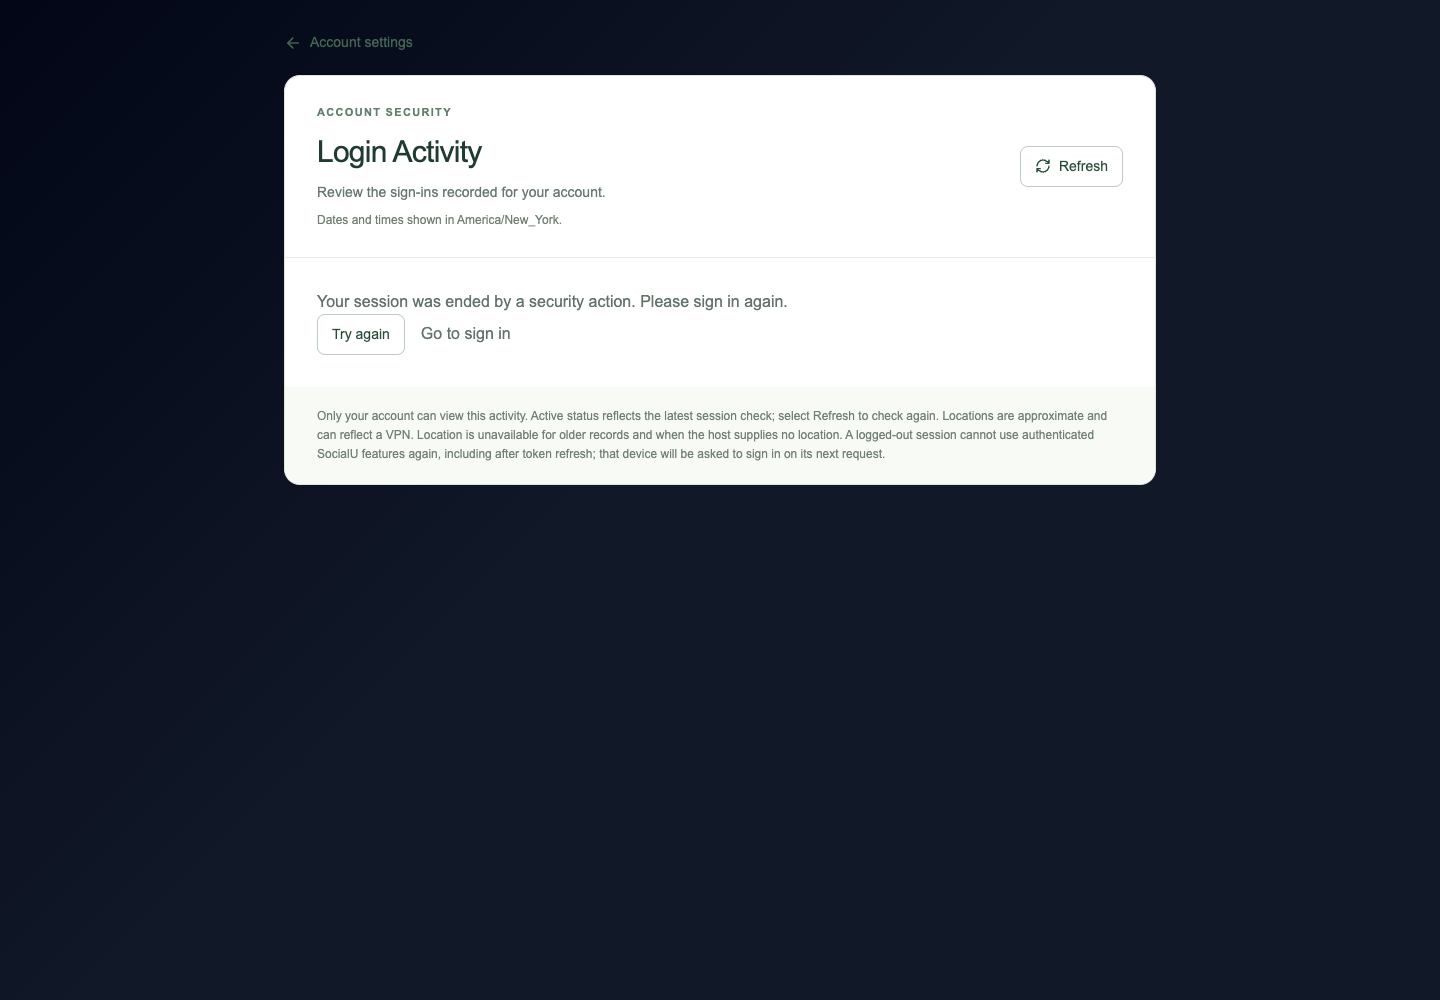 Account settings
ACCOUNT SECURITY
Login Activity
Refresh
Review the sign-ins recorded for your account.
Dates and times shown in America/New_York.
Your session was ended by a security action. Please sign in again.
Try again
Go to sign in
Only your account can view this activity. Active status reflects the latest session check; select Refresh to check again. Locations are approximate and
can reflect a VPN. Location is unavailable for older records and when the host supplies no location. A logged-out session cannot use authenticated
SocialU features again, including after token refresh; that device will be asked to sign in on its next request.